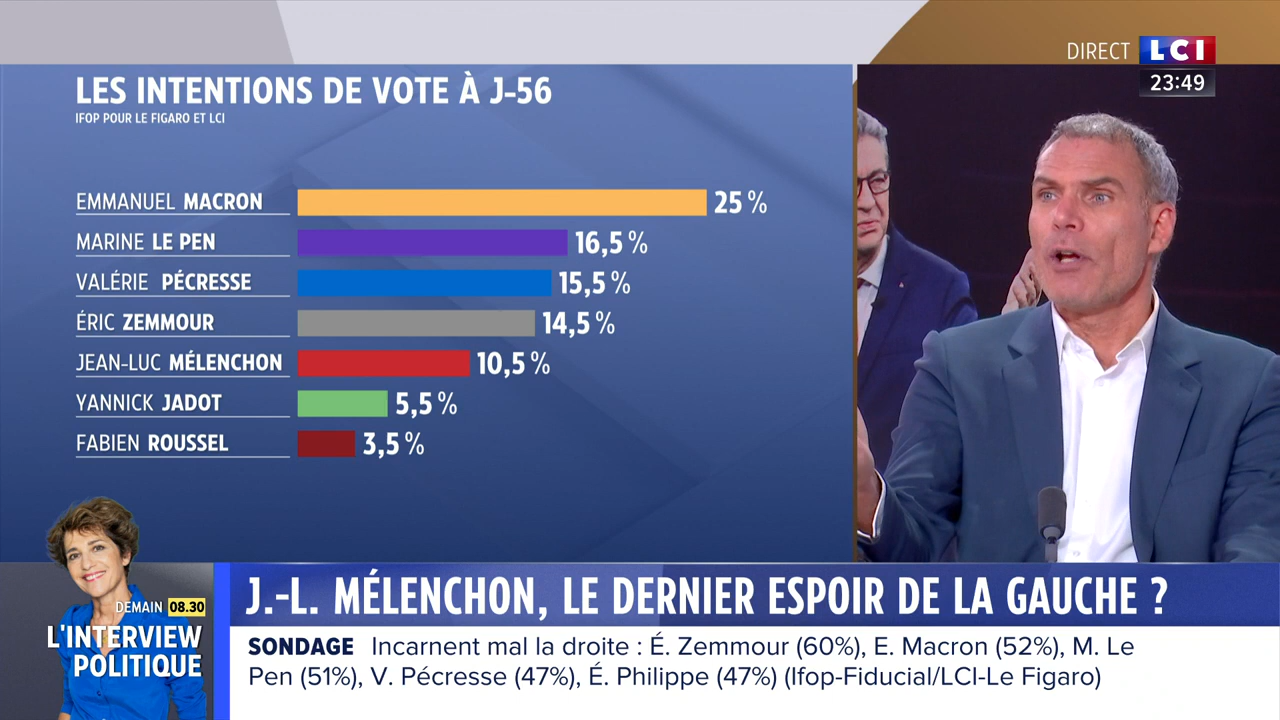 DIRECT LCI
23:49
LES INTENTIONS DE VOTE À J-56
IFOP POUR LE FIGARO ET LCI
EMMANUEL MACRON 25 %
MARINE LE PEN 16,5 %
VALÉRIE PÉCRESSE 15,5 %
ÉRIC ZEMMOUR 14,5 %
JEAN-LUC MÉLENCHON 10,5 %
YANNICK JADOT 5,5 %
FABIEN ROUSSEL 3,5 %
DEMAIN 08.30
L'INTERVIEW
POLITIQUE
J.-L. MÉLENCHON, LE DERNIER ESPOIR DE LA GAUCHE ?
SONDAGE Incarnent mal la droite : É. Zemmour (60%), E. Macron (52%), M. Le
Pen (51%), V. Pécresse (47%), É. Philippe (47%) (Ifop-Fiducial/LCI-Le Figaro)